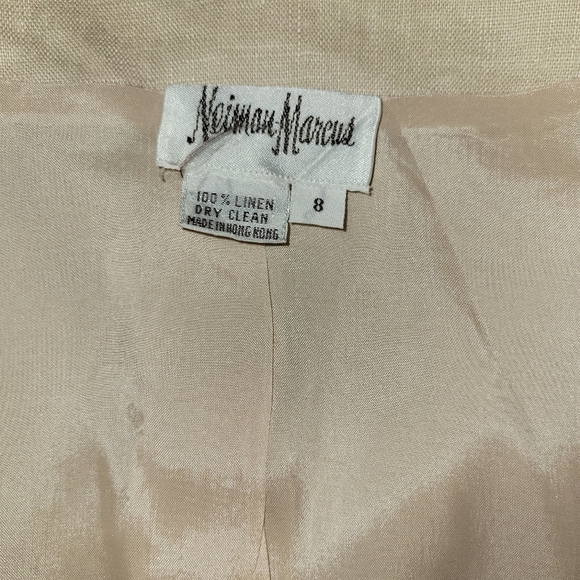 Neiman-Marcus
100% LINEN
DRY CLEAN
MADE IN HONG KONG
8